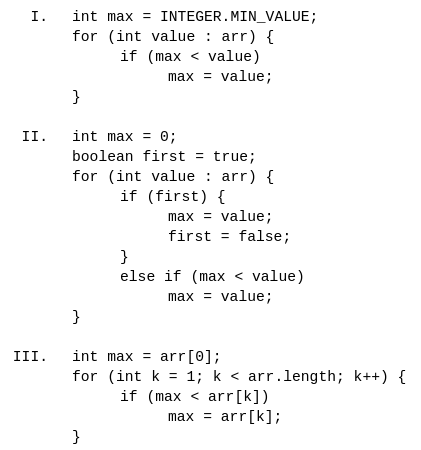 I. int max = INTEGER.MIN_VALUE;
for (int value : arr) {
if (max < value)
max = value;
}
II. int max = 0;
boolean first = true;
for (int value : arr) {
if (first) {
max = value;
first = false;
}
else if (max < value)
max = value;
}
III. int max = arr[0];
for (int k = 1; k < arr.length; k++) {
if (max < arr[k])
max = arr[k];
}